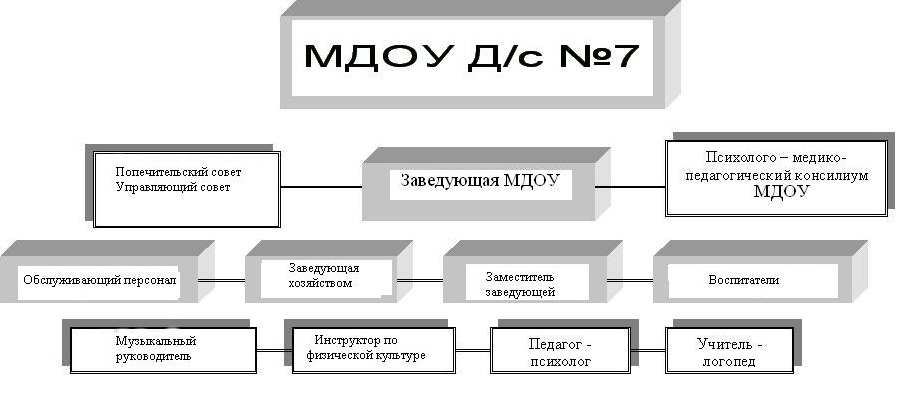 МДОУ Д/с №7
Попечительский совет
Управляющий совет
Заведующая МДОУ
Психолого – медико-
педагогический консилиум
МДОУ
Обслуживающий персонал
Заведующая
хозяйством
Заместитель
заведующей
Воспитатели
Музыкальный
руководитель
Инструктор по
физической культуре
Педагог -
психолог
Учитель -
логопед